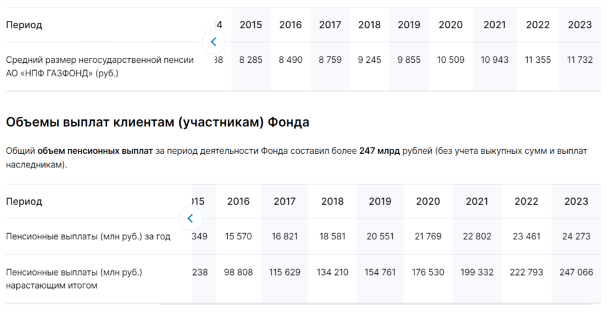 Период 4 2015 2016 2017 2018 2019 2020 2021 2022 2023
Средний размер негосударственной пенсии 38 8 285 8 490 8 759 9 245 9 855 10 509 10 943 11 355 11 732
АО «НПФ ГАЗФОНД» (руб.)
Объемы выплат клиентам (участникам) Фонда
Общий объем пенсионных выплат за период деятельности Фонда составил более 247 млрд рублей (без учета выкупных сумм и выплат
наследникам).
Период 15 2016 2017 2018 2019 2020 2021 2022 2023
Пенсионные выплаты (млн руб.) за год 349 15 570 16 821 18 581 20 551 21 769 22 802 23 461 24 273
Пенсионные выплаты (млн руб.) 238 98 808 115 629 134 210 154 761 176 530 199 332 222 793 247 066
нарастающим итогом